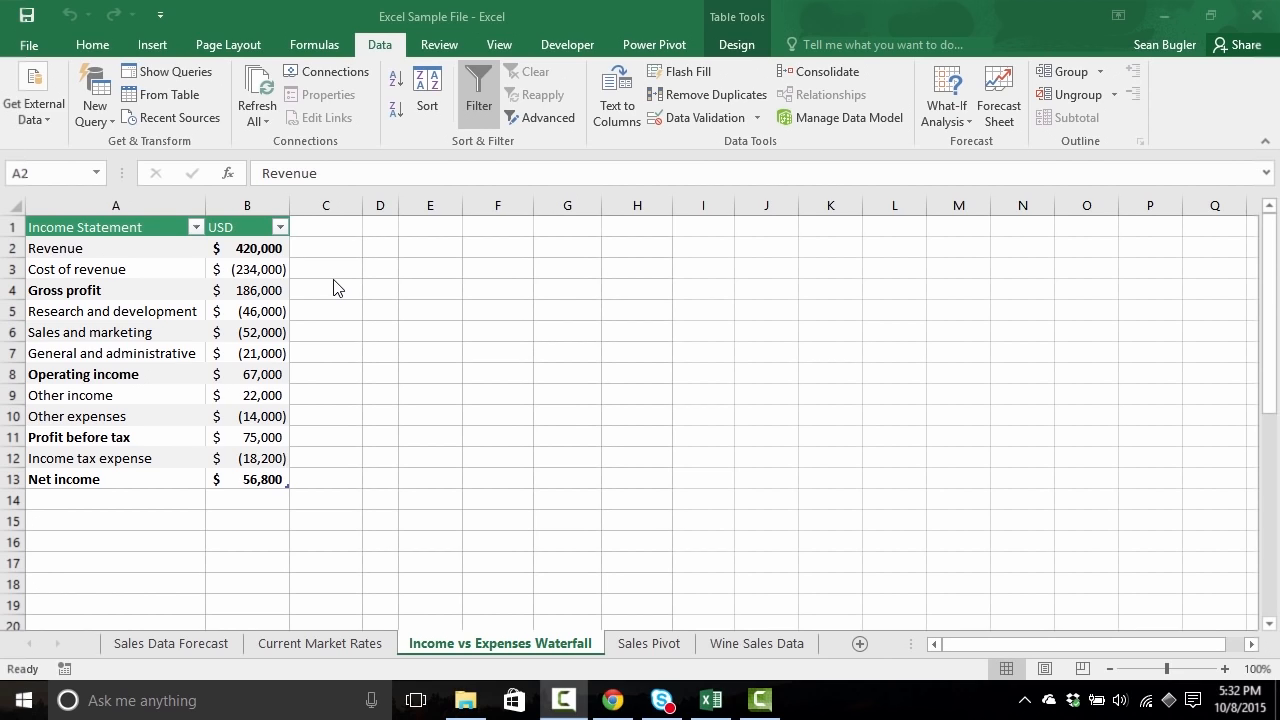 Excel Sample File - Excel
Table Tools
File Home Insert Page Layout Formulas Data Review View Developer Power Pivot Design Tell me what you want to do... Sean Bugler Share
Get External Data
New Query
Show Queries
From Table
Recent Sources
Get & Transform
Refresh All
Connections
Properties
Edit Links
Connections
Sort
Filter
Clear
Reapply
Advanced
Sort & Filter
Text to Columns
Flash Fill
Remove Duplicates
Data Validation
Consolidate
Relationships
Manage Data Model
Data Tools
What-If Analysis
Forecast Sheet
Forecast
Group
Ungroup
Subtotal
Outline
A2 fx Revenue
A B C D E F G H I J K L M N O P Q
1 Income Statement USD
2 Revenue $ 420,000
3 Cost of revenue $ (234,000)
4 Gross profit $ 186,000
5 Research and development $ (46,000)
6 Sales and marketing $ (52,000)
7 General and administrative $ (21,000)
8 Operating income $ 67,000
9 Other income $ 22,000
10 Other expenses $ (14,000)
11 Profit before tax $ 75,000
12 Income tax expense $ (18,200)
13 Net income $ 56,800
14
15
16
17
18
19
20
Sales Data Forecast Current Market Rates Income vs Expenses Waterfall Sales Pivot Wine Sales Data
Ready 100%
Ask me anything
5:32 PM
10/8/2015